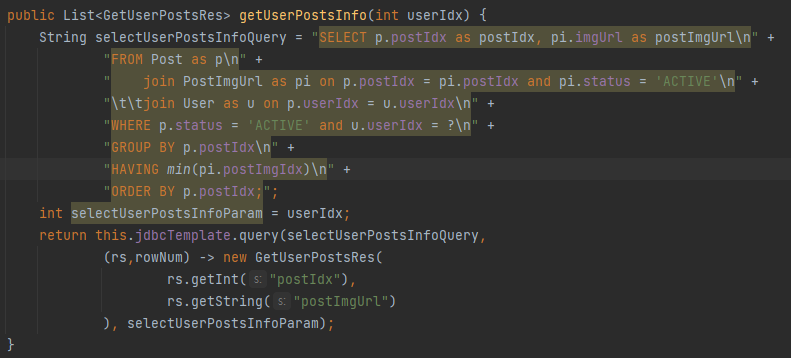 public List<GetUserPostsRes> getUserPostsInfo(int userIdx) {
    String selectUserPostsInfoQuery = "SELECT p.postIdx as postIdx, pi.imgUrl as postImgUrl\n" +
            "FROM Post as p\n" +
            "    join PostImgUrl as pi on p.postIdx = pi.postIdx and pi.status = 'ACTIVE'\n" +
            "\t\tjoin User as u on p.userIdx = u.userIdx\n" +
            "WHERE p.status = 'ACTIVE' and u.userIdx = ?\n" +
            "GROUP BY p.postIdx\n" +
            "HAVING min(pi.postImgIdx)\n" +
            "ORDER BY p.postIdx;";
    int selectUserPostsInfoParam = userIdx;
    return this.jdbcTemplate.query(selectUserPostsInfoQuery,
            (rs,rowNum) -> new GetUserPostsRes(
                    rs.getInt( s: "postIdx"),
                    rs.getString( s: "postImgUrl")
            ), selectUserPostsInfoParam);
}